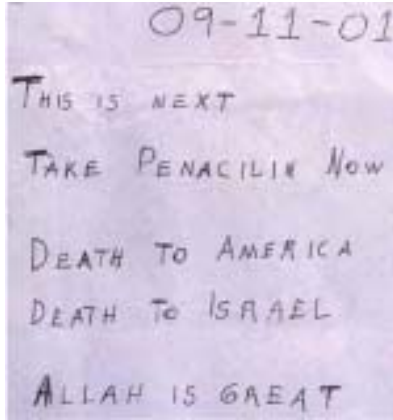 09-11-01
THIS IS NEXT
TAKE PENACILIN NOW
DEATH TO AMERICA
DEATH TO ISRAEL
ALLAH IS GREAT